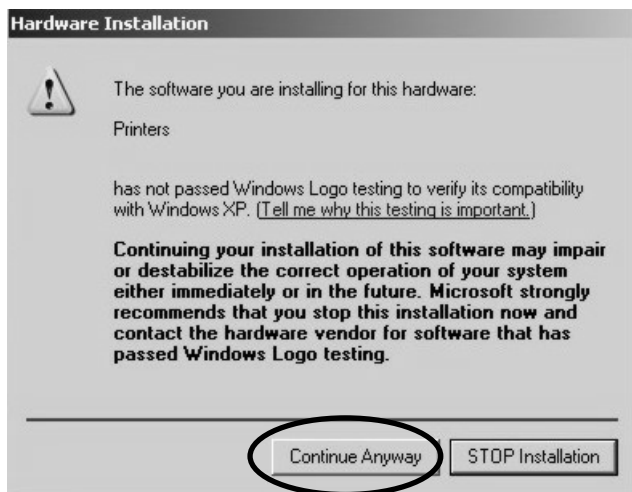 Hardware Installation
The software you are installing for this hardware:
Printers
has not passed Windows Logo testing to verify its compatibility
with Windows XP. (Tell me why this testing is important.)
Continuing your installation of this software may impair
or destabilize the correct operation of your system
either immediately or in the future. Microsoft strongly
recommends that you stop this installation now and
contact the hardware vendor for software that has
passed Windows Logo testing.
Continue Anyway STOP Installation